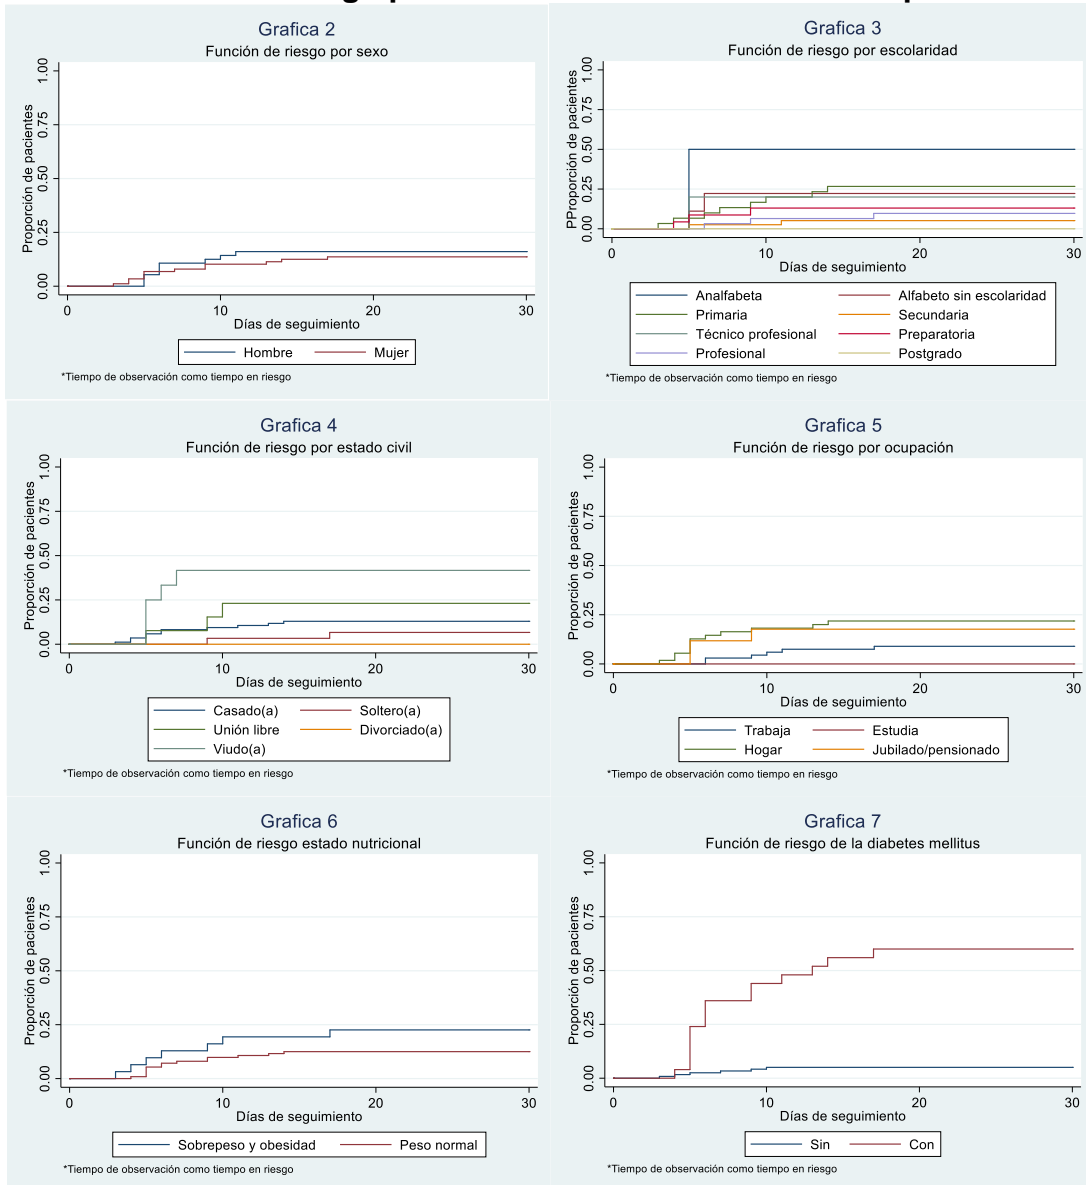 Grafica 2
Función de riesgo por sexo
Proporción de pacientes
1.00
0.75
0.50
0.25
0.00
0 10 20 30
Días de seguimiento
Hombre Mujer
*Tiempo de observación como tiempo en riesgo
Grafica 3
Función de riesgo por escolaridad
PProporción de pacientes
1.00
0.75
0.50
0.25
0.00
0 10 20 30
Días de seguimiento
Analfabeta Alfabeto sin escolaridad
Primaria Secundaria
Técnico profesional Preparatoria
Profesional Postgrado
*Tiempo de observación como tiempo en riesgo
Grafica 4
Función de riesgo por estado civil
Proporción de pacientes
1.00
0.75
0.50
0.25
0.00
0 10 20 30
Días de seguimiento
Casado(a) Soltero(a)
Unión libre Divorciado(a)
Viudo(a)
*Tiempo de observación como tiempo en riesgo
Grafica 5
Función de riesgo por ocupación
Proporción de pacientes
1.00
0.75
0.50
0.25
0.00
0 10 20 30
Días de seguimiento
Trabaja Estudia
Hogar Jubilado/pensionado
*Tiempo de observación como tiempo en riesgo
Grafica 6
Función de riesgo estado nutricional
Proporción de pacientes
1.00
0.75
0.50
0.25
0.00
0 10 20 30
Días de seguimiento
Sobrepeso y obesidad Peso normal
*Tiempo de observación como tiempo en riesgo
Grafica 7
Función de riesgo de la diabetes mellitus
Proporción de pacientes
1.00
0.75
0.50
0.25
0.00
0 10 20 30
Días de seguimiento
Sin Con
*Tiempo de observación como tiempo en riesgo